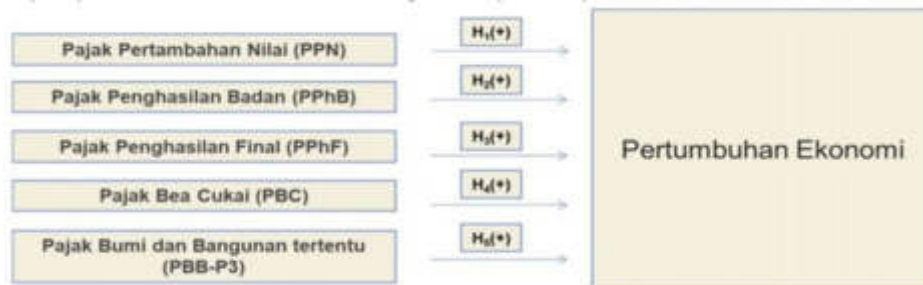 Pajak Pertambahan Nilai (PPN)
H₁(+)
Pajak Penghasilan Badan (PPhB)
H₂(+)
Pajak Penghasilan Final (PPhF)
H₃(+)
Pajak Bea Cukai (PBC)
H₄(+)
Pajak Bumi dan Bangunan tertentu
(PBB-P3)
H₅(+)
Pertumbuhan Ekonomi